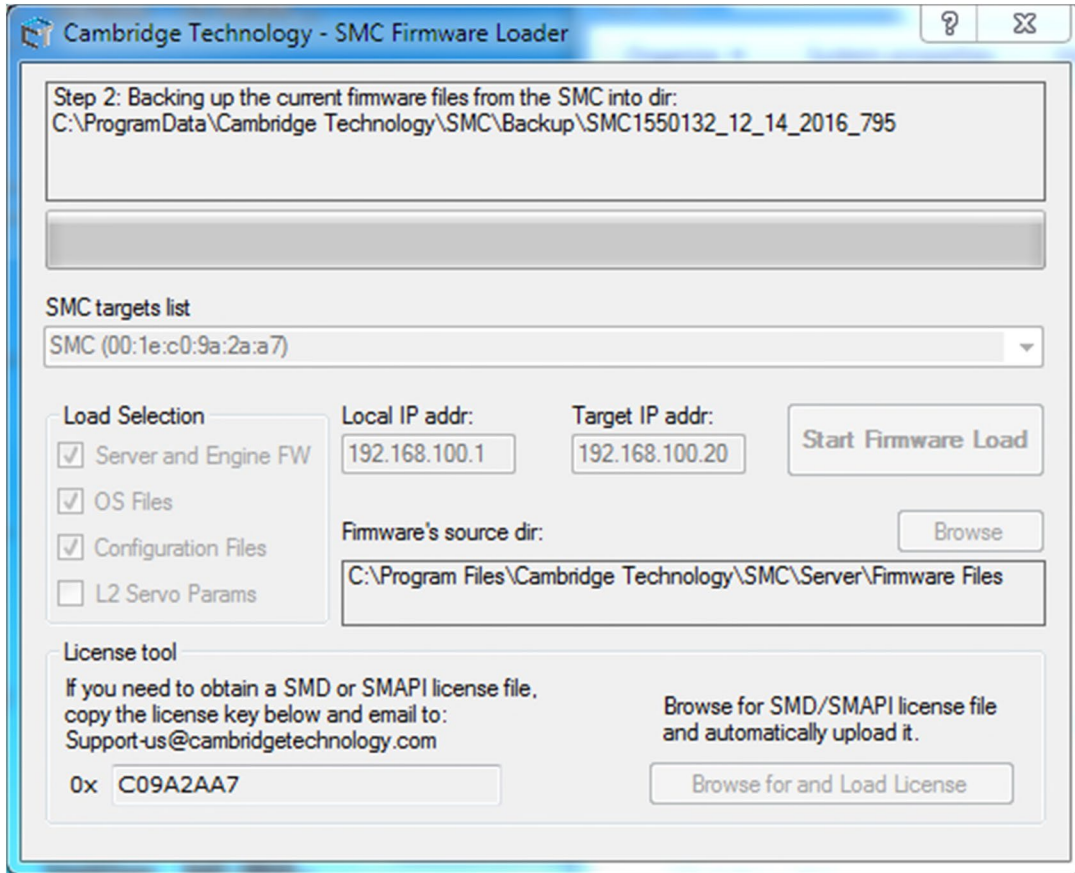 Cambridge Technology - SMC Firmware Loader
Step 2: Backing up the current firmware files from the SMC into dir:
C:\ProgramData\Cambridge Technology\SMC\Backup\SMC1550132_12_14_2016_795
SMC targets list
SMC (00:1e:c0:9a:2a:a7)
Load Selection
Server and Engine FW
OS Files
Configuration Files
L2 Servo Params
Local IP addr:
192.168.100.1
Target IP addr:
192.168.100.20
Start Firmware Load
Firmware's source dir:
Browse
C:\Program Files\Cambridge Technology\SMC\Server\Firmware Files
License tool
If you need to obtain a SMD or SMAPI license file,
copy the license key below and email to:
Support-us@cambridgetechnology.com
0x C09A2AA7
Browse for SMD/SMAPI license file
and automatically upload it.
Browse for and Load License